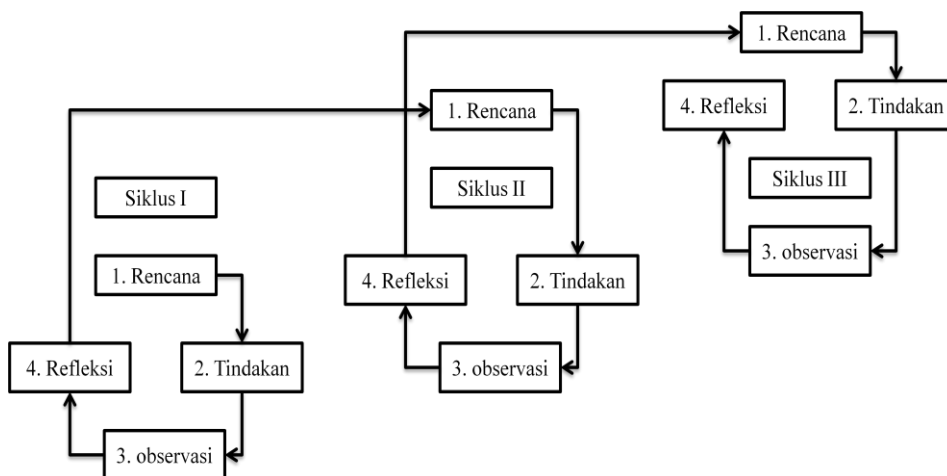 Siklus I
1. Rencana
2. Tindakan
3. observasi
4. Refleksi
Siklus II
1. Rencana
2. Tindakan
3. observasi
4. Refleksi
Siklus III
1. Rencana
2. Tindakan
3. observasi
4. Refleksi